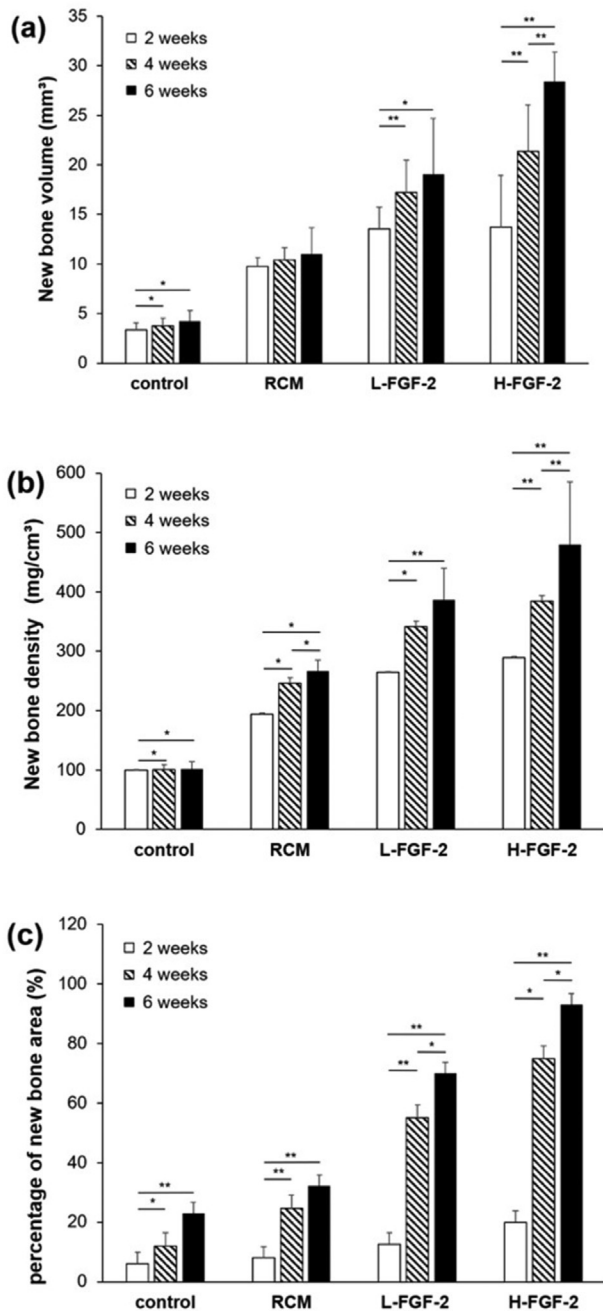 (a)
New bone volume (mm³)
35
30
25
20
15
10
5
0
2 weeks
4 weeks
6 weeks
* *
** *
** ** **
control RCM L-FGF-2 H-FGF-2
(b)
New bone density (mg/cm³)
600
500
400
300
200
100
0
2 weeks
4 weeks
6 weeks
* *
* * *
* **
** ** **
control RCM L-FGF-2 H-FGF-2
(c)
percentage of new bone area (%)
120
100
80
60
40
20
0
2 weeks
4 weeks
6 weeks
* **
** **
** * **
* * **
control RCM L-FGF-2 H-FGF-2